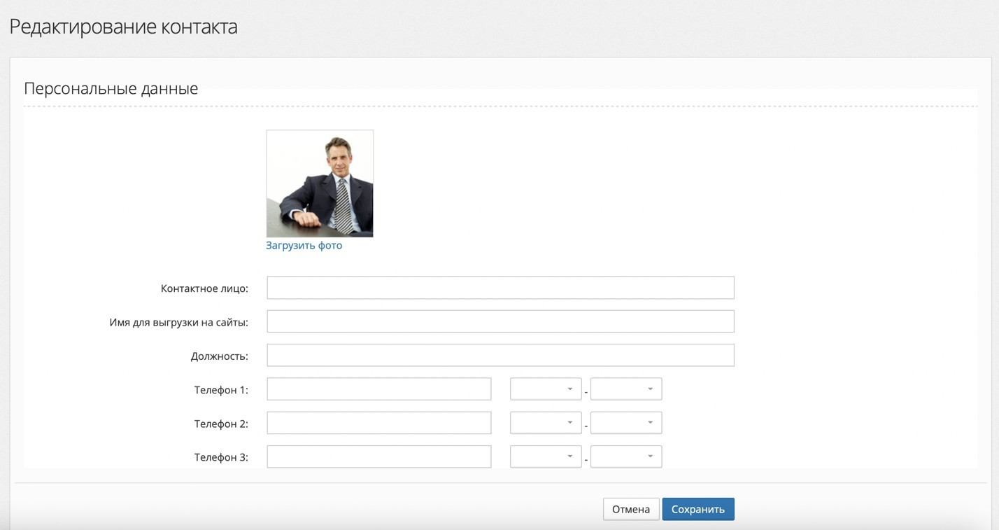 Редактирование контакта
Персональные данные
Загрузить фото
Контактное лицо:
Имя для выгрузки на сайты:
Должность:
Телефон 1:
-
Телефон 2:
-
Телефон 3:
-
Отмена Сохранить